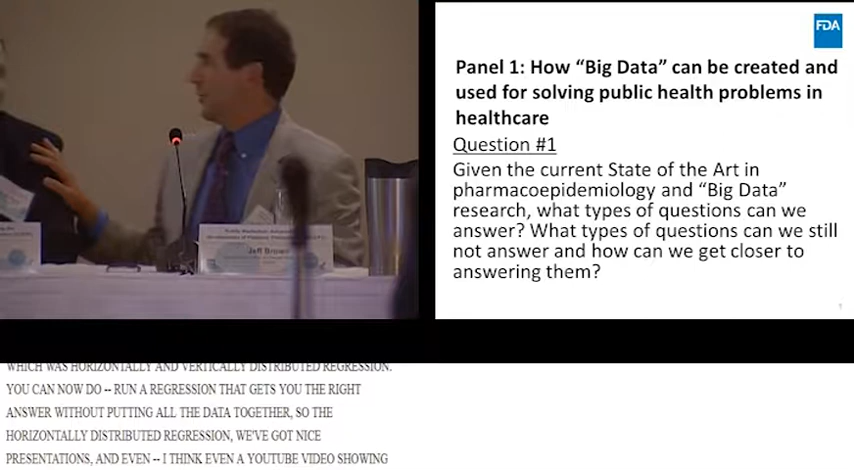 Jeff Brown
FDA
Panel 1: How “Big Data” can be created and
used for solving public health problems in
healthcare
Question #1
Given the current State of the Art in
pharmacoepidemiology and “Big Data”
research, what types of questions can we
answer? What types of questions can we still
not answer and how can we get closer to
answering them?
WHICH WAS HORIZONTALLY AND VERTICALLY DISTRIBUTED REGRESSION.
YOU CAN NOW DO -- RUN A REGRESSION THAT GETS YOU THE RIGHT
ANSWER WITHOUT PUTTING ALL THE DATA TOGETHER, SO THE
HORIZONTALLY DISTRIBUTED REGRESSION, WE'VE GOT NICE
PRESENTATIONS, AND EVEN -- I THINK EVEN A YOUTUBE VIDEO SHOWING